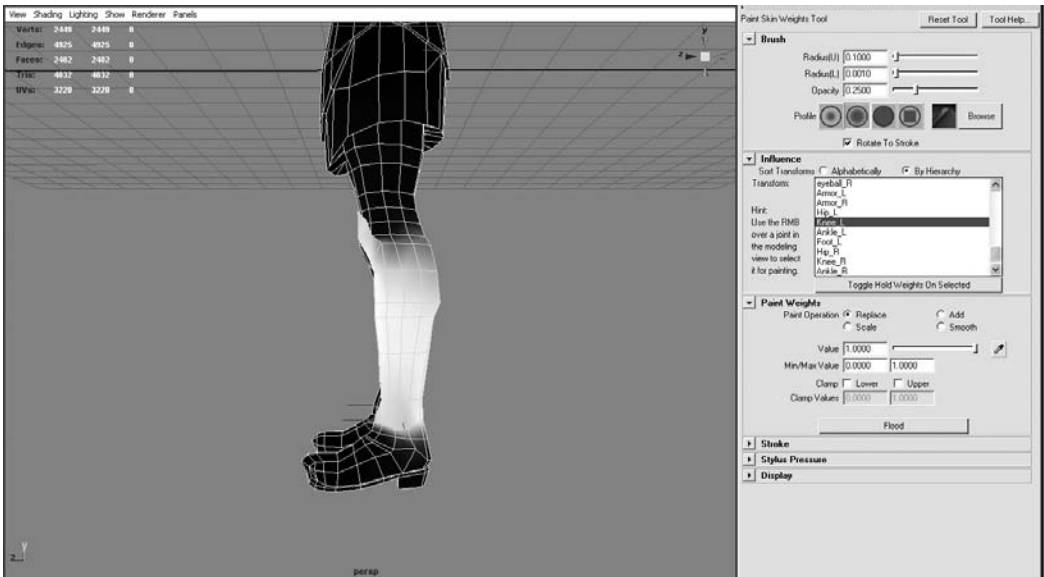 View Shading Lighting Show Renderer Panels
Verts: 2449 2449 0
Edges: 4925 4925 0
Faces: 2482 2482 0
Tris: 4032 4032 0
UVs: 3220 3220 0
y
z
y
z
persp
Paint Skin Weights Tool Reset Tool Tool Help...
Brush
Radius(U) 0.1000
Radius(L) 0.0010
Opacity 0.2500
Profile Browse
Rotate To Stroke
Influence
Sort Transforms Alphabetically By Hierarchy
Transform: eyeball_R
Armor_L
Armor_R
Hint: Hip_L
Use the RMB Knee_L
over a joint in Ankle_L
the modeling Foot_L
view to select Hip_R
it for painting. Knee_R
Ankle_R
Toggle Hold Weights On Selected
Paint Weights
Paint Operation Replace Add
Scale Smooth
Value 1.0000
Min/Max Value 0.0000 1.0000
Clamp Lower Upper
Clamp Values 0.0000 1.0000
Flood
Stroke
Stylus Pressure
Display